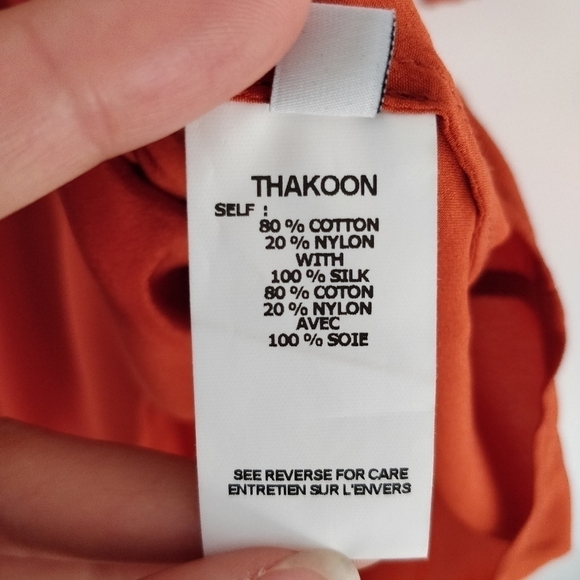 THAKOON
SELF :
80 % COTTON
20 % NYLON
WITH
100 % SILK
80 % COTON
20 % NYLON
AVEC
100 % SOIE
SEE REVERSE FOR CARE
ENTRETIEN SUR L'ENVERS